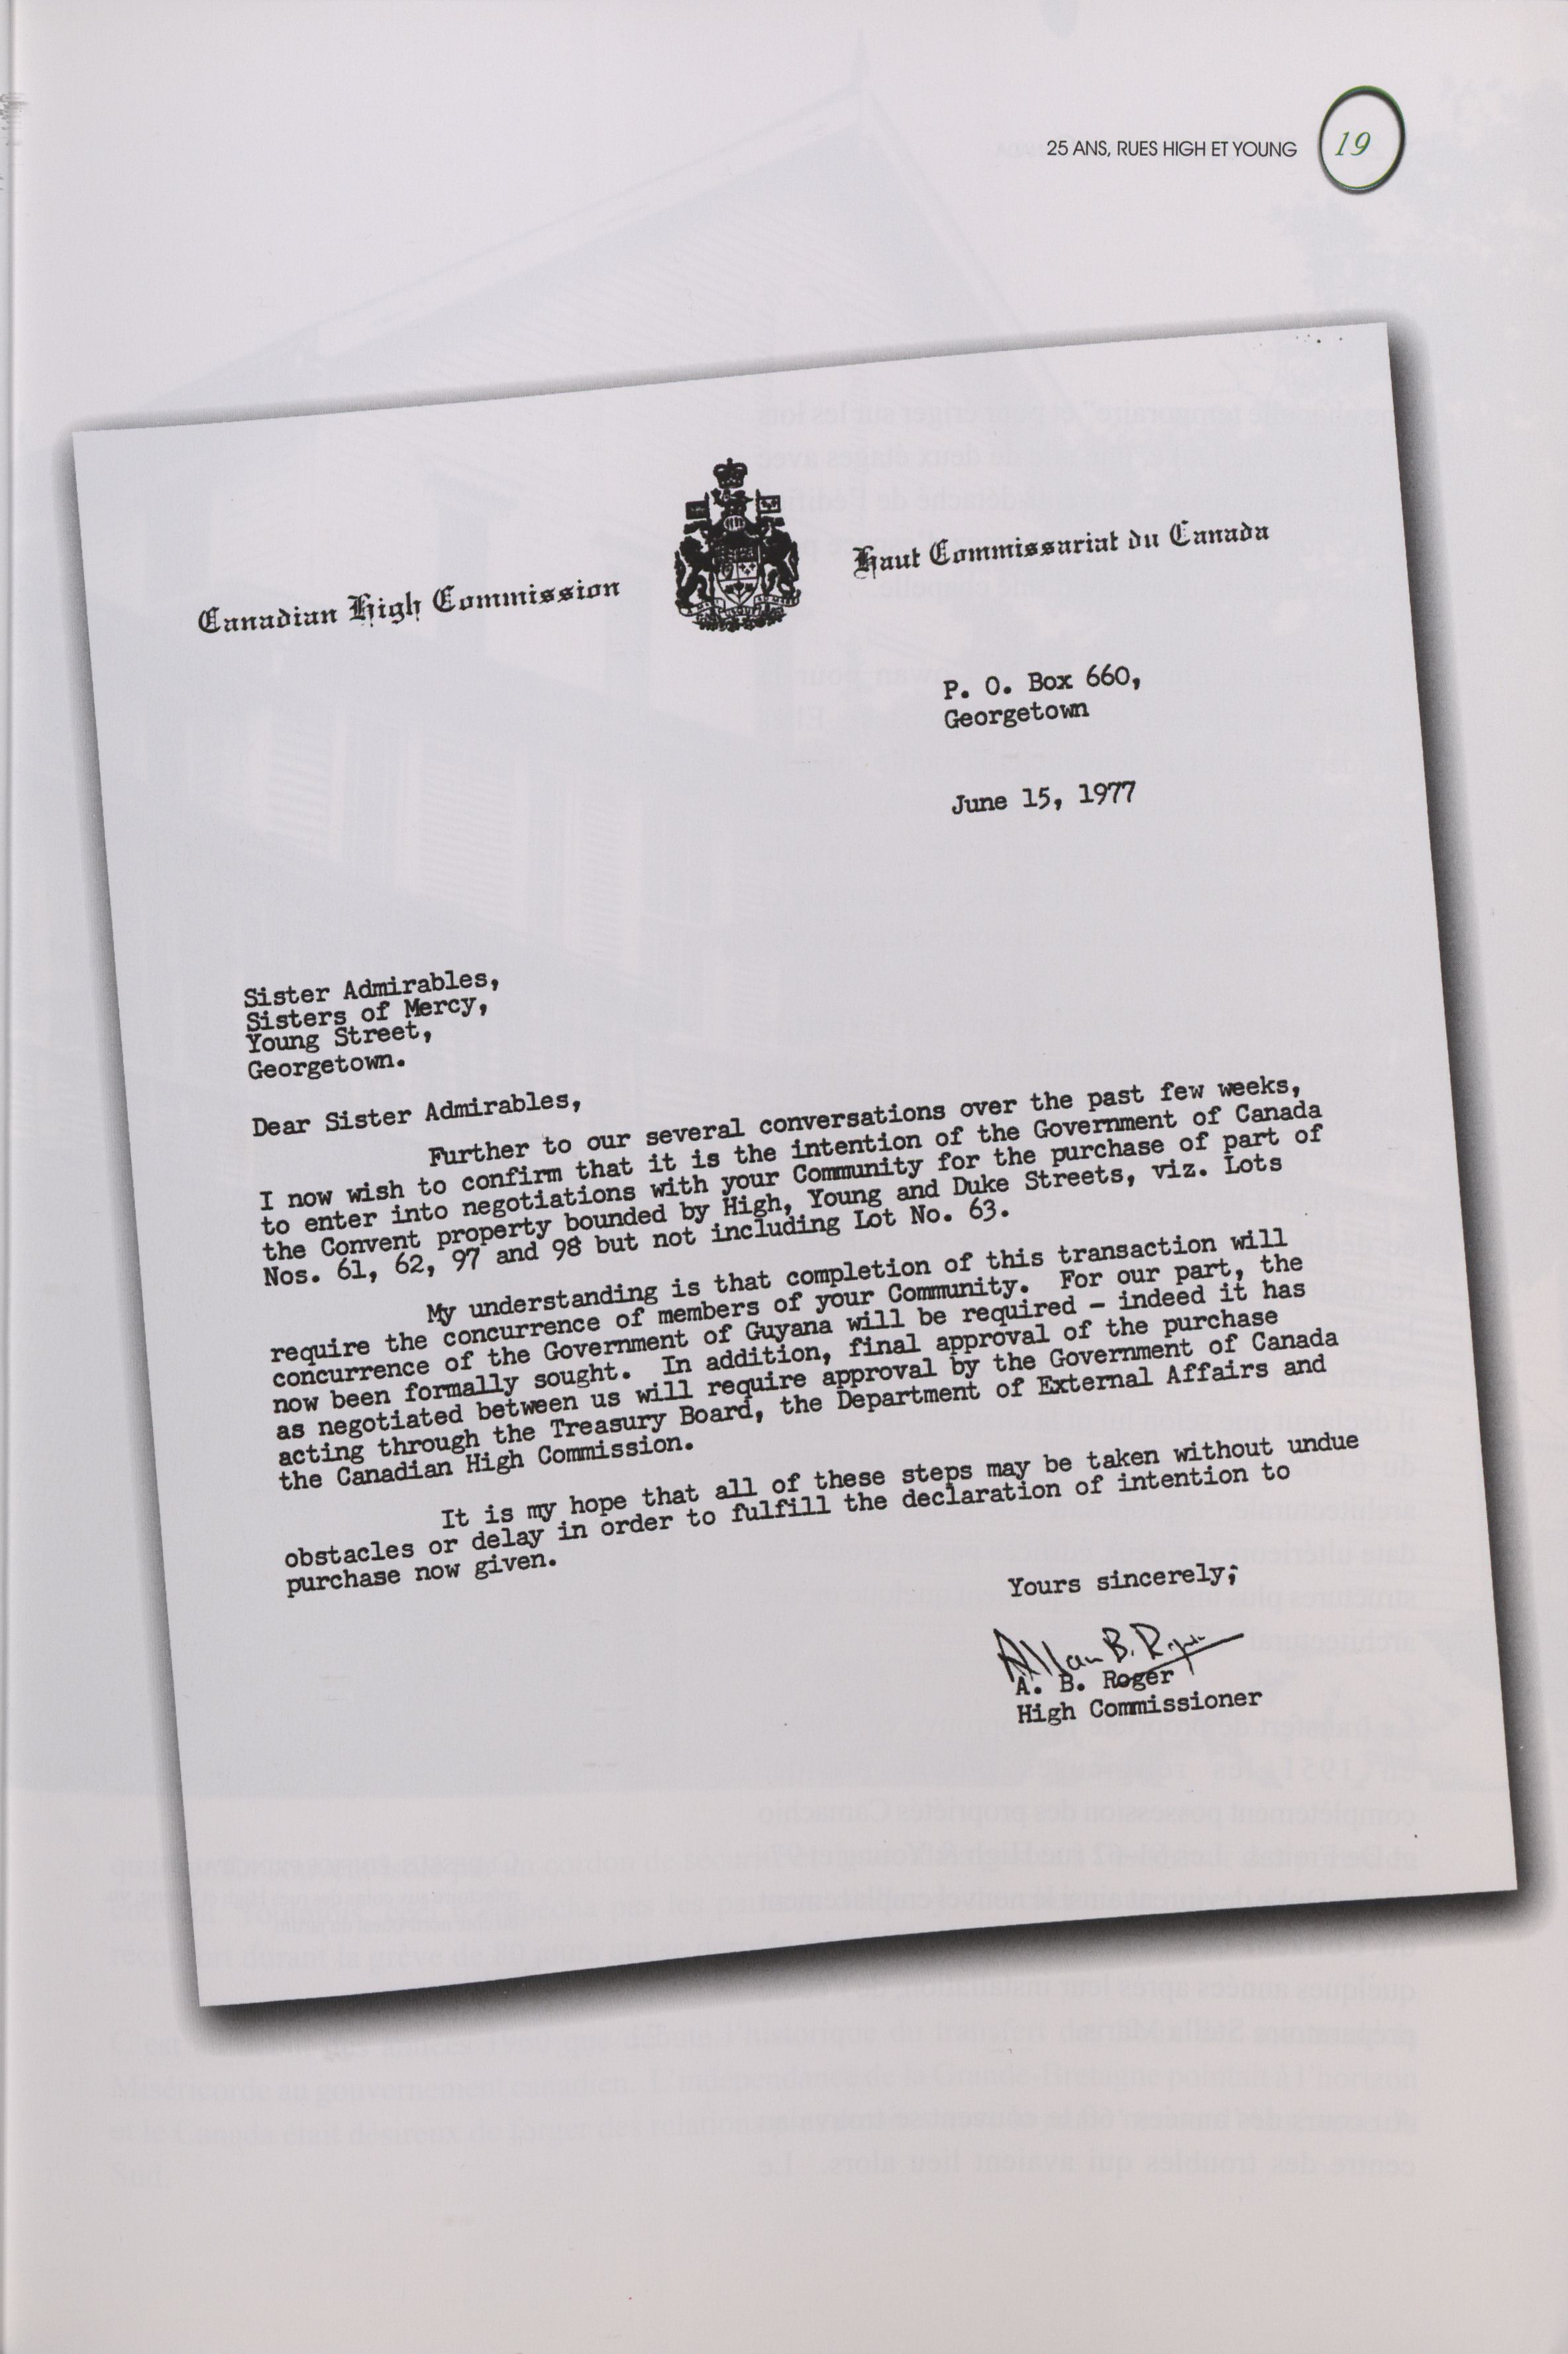 25 ANS, RUES HIGH ET YOUNG 19
Canadian High Commission
Haut Commissariat du Canada
P. O. Box 660,
Georgetown
June 15, 1977
Sister Admirables,
Sisters of Mercy,
Young Street,
Georgetown.
Dear Sister Admirables,
Further to our several conversations over the past few weeks,
I now wish to confirm that it is the intention of the Government of Canada
to enter into negotiations with your Community for the purchase of part of
the Convent property bounded by High, Young and Duke Streets, viz. Lots
Nos. 61, 62, 97 and 98 but not including Lot No. 63.
My understanding is that completion of this transaction will
require the concurrence of members of your Community. For our part, the
concurrence of the Government of Guyana will be required - indeed it has
now been formally sought. In addition, final approval of the purchase
as negotiated between us will require approval by the Government of Canada
acting through the Treasury Board, the Department of External Affairs and
the Canadian High Commission.
It is my hope that all of these steps may be taken without undue
obstacles or delay in order to fulfill the declaration of intention to
purchase now given.
Yours sincerely;
Allan B. Roger
A. B. Roger
High Commissioner